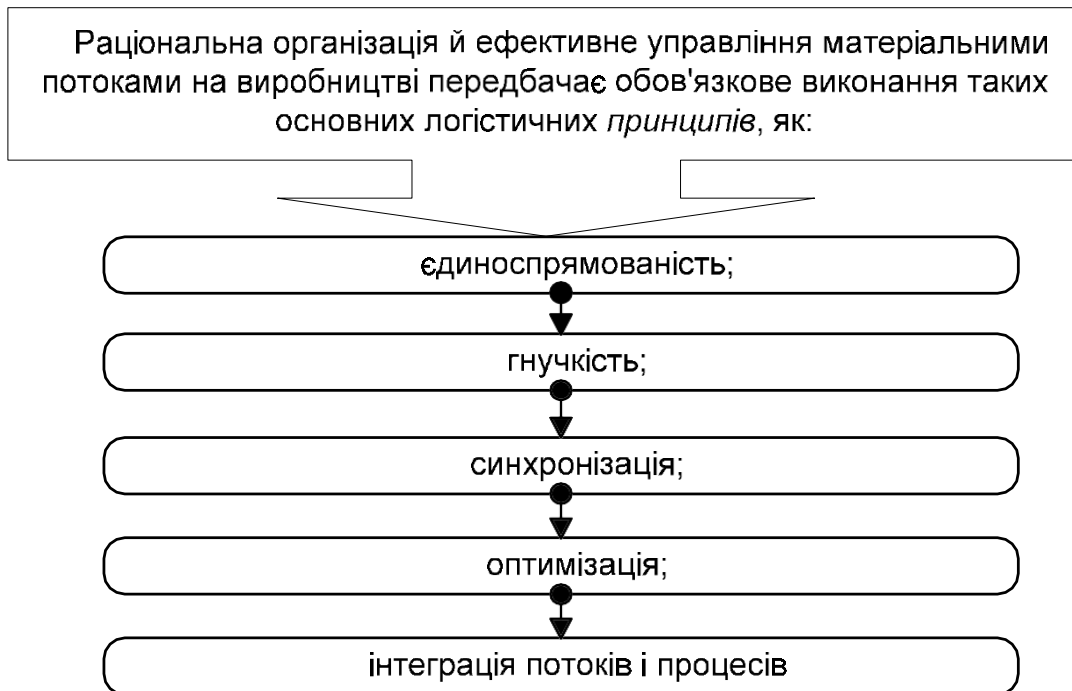 Раціональна організація й ефективне управління матеріальними
потоками на виробництві передбачає обов'язкове виконання таких
основних логістичних принципів, як:
єдиноспрямованість;
гнучкість;
синхронізація;
оптимізація;
інтеграція потоків і процесів